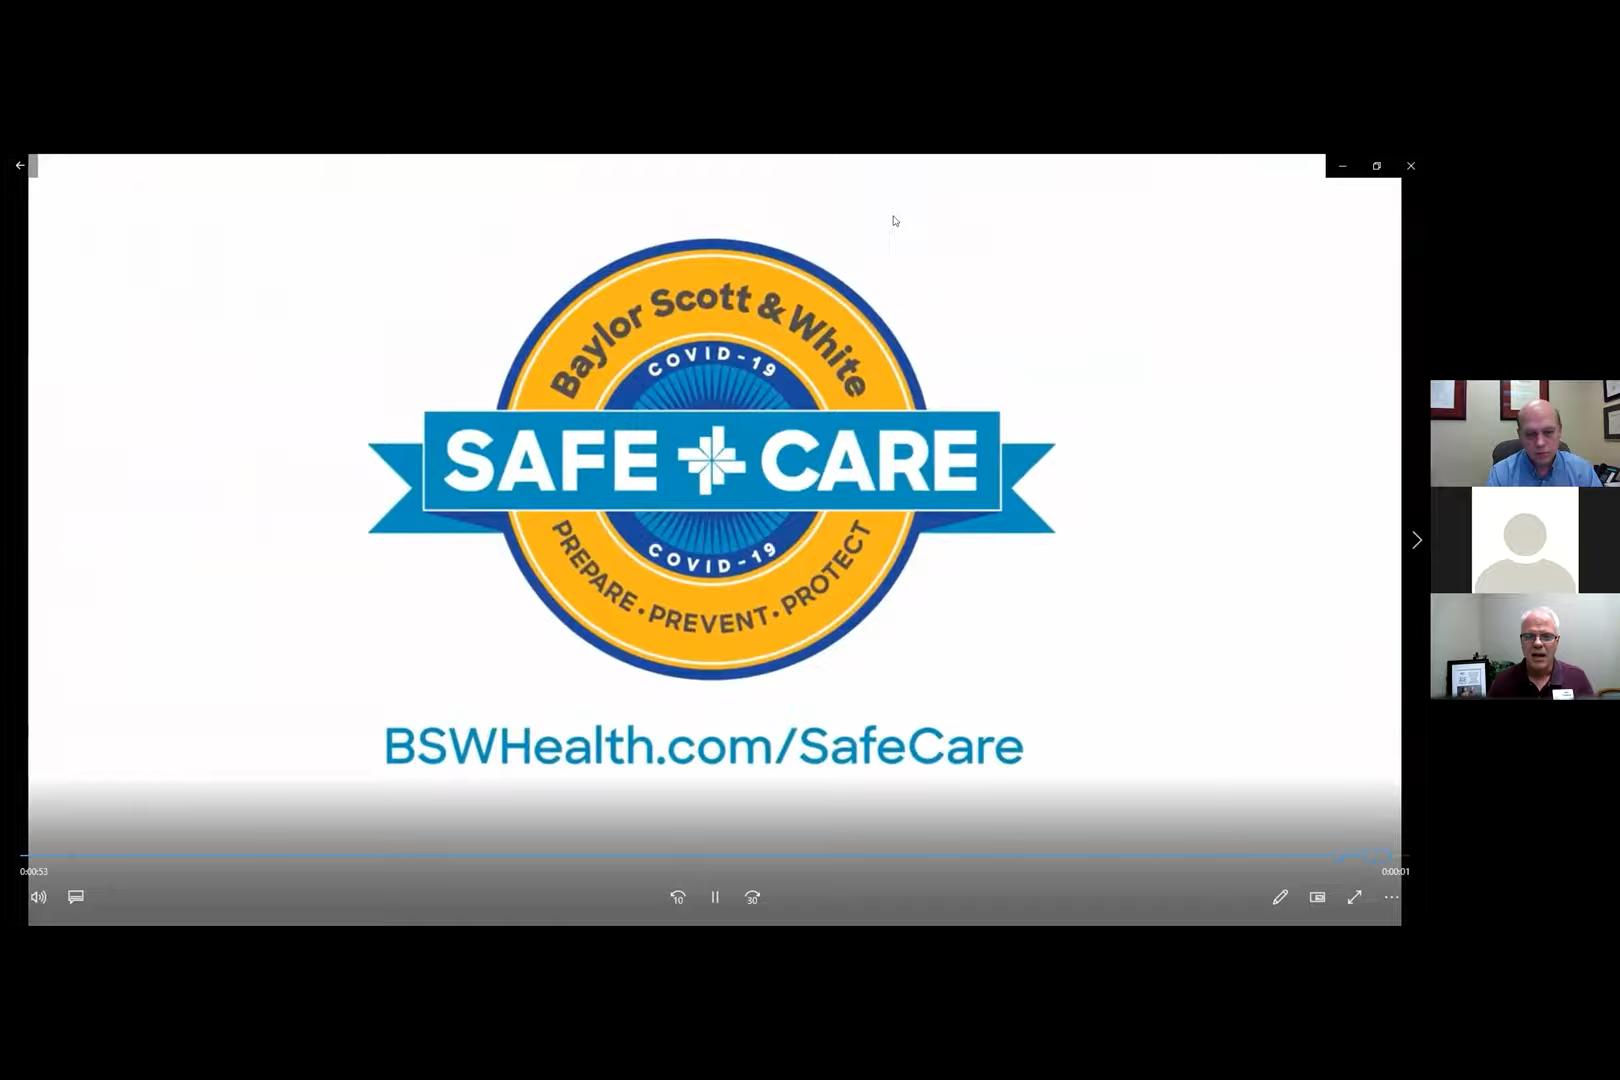 Baylor Scott & White
COVID-19
SAFE CARE
COVID-19
PREPARE • PREVENT • PROTECT
BSWHealth.com/SafeCare
0:00:53
0:00:01
10
30